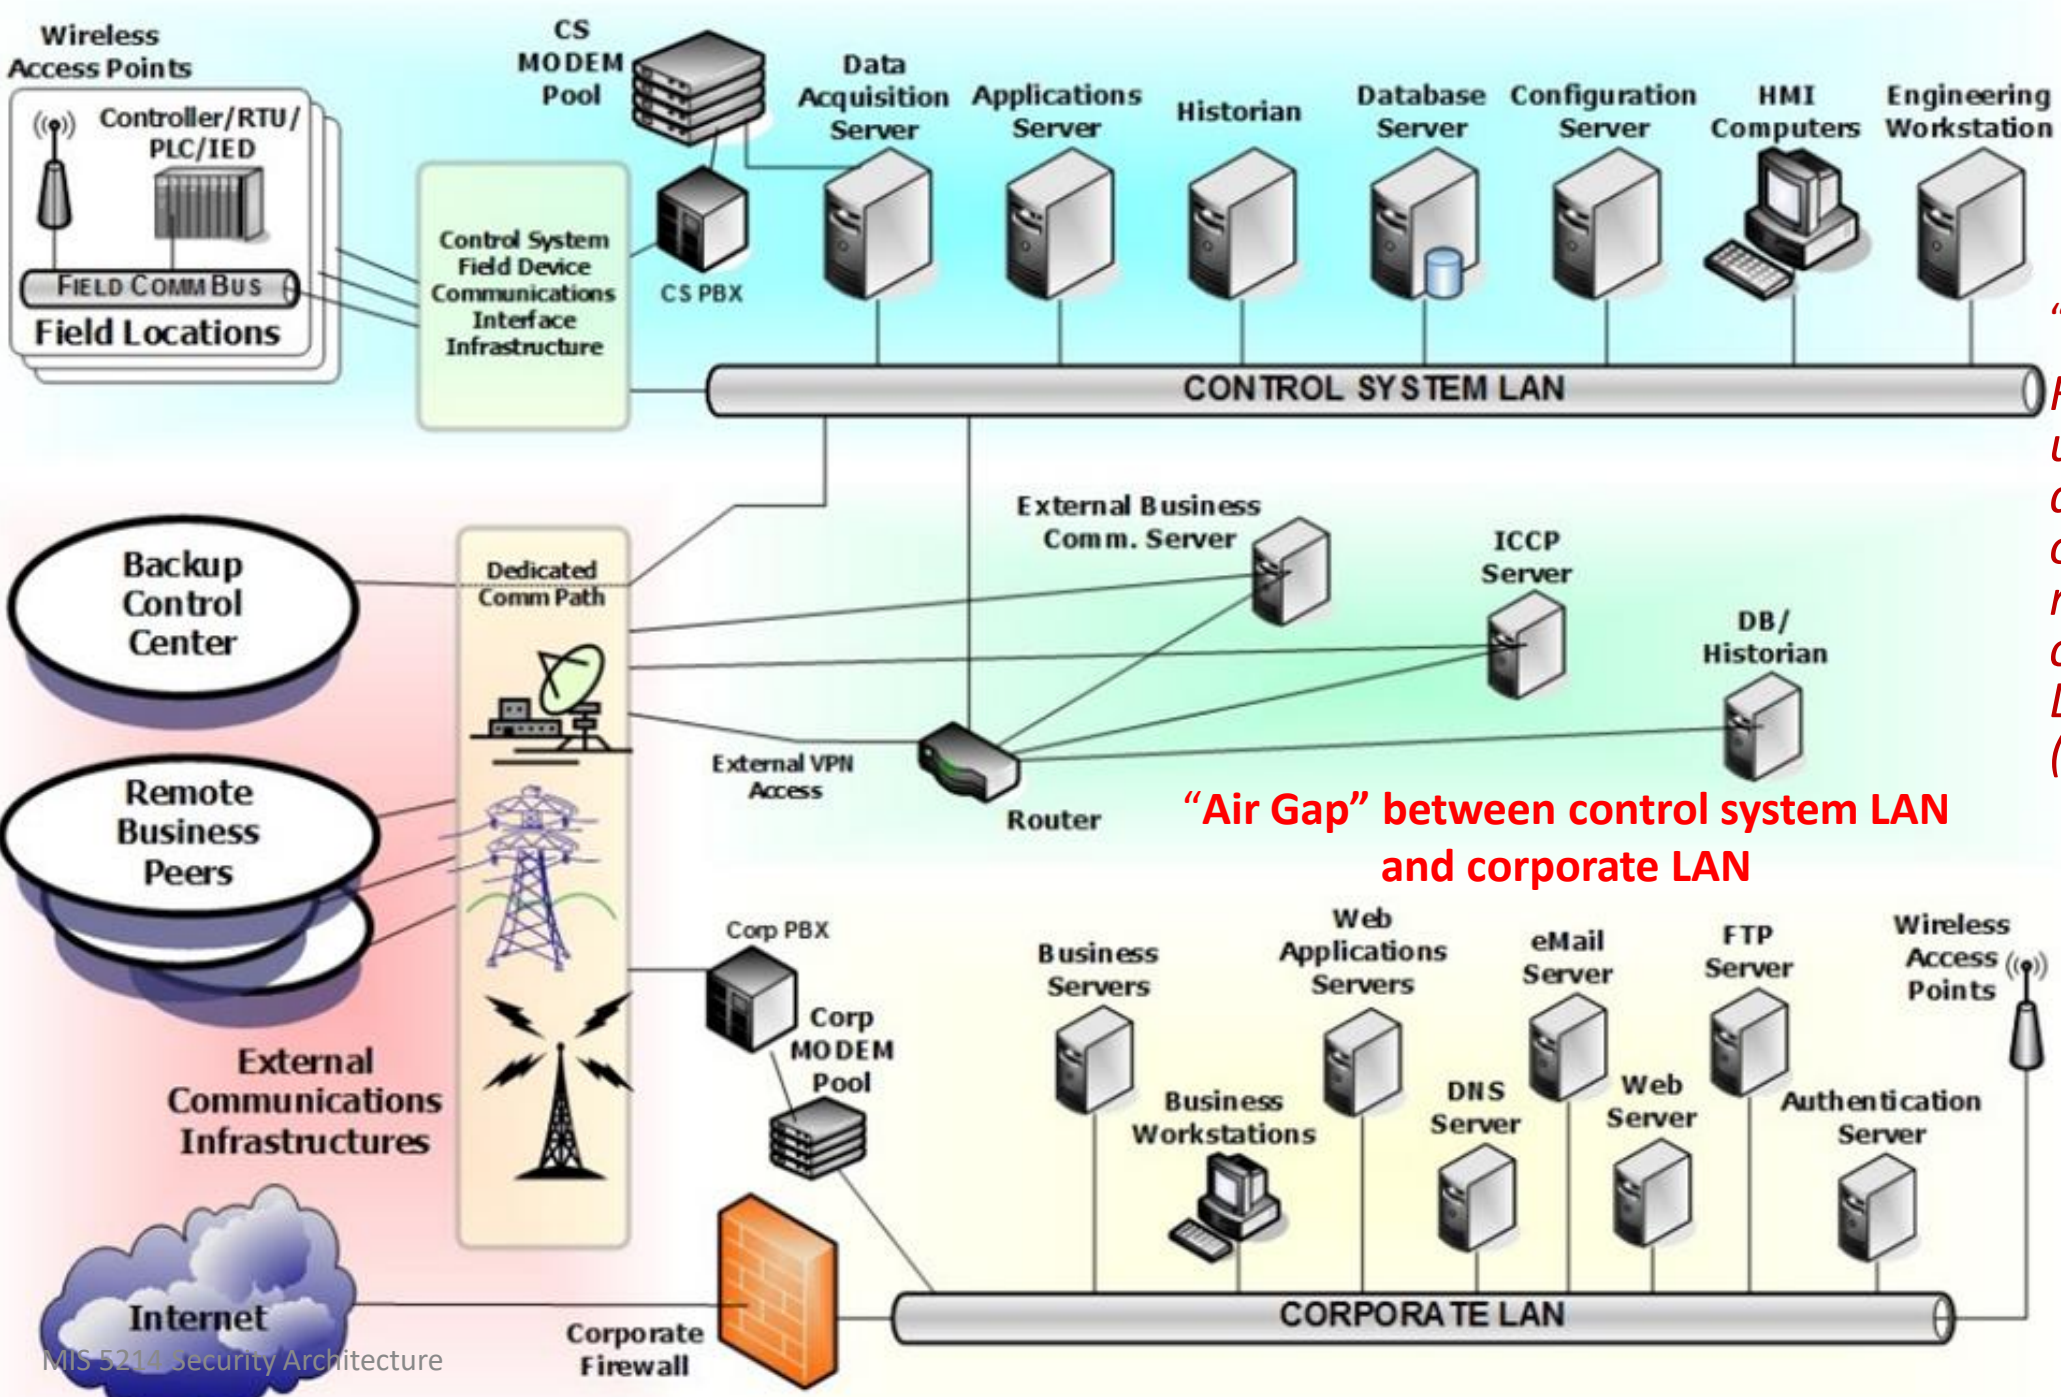 Wireless
Access Points
Controller/RTU/
PLC/IED
FIELD COMM BUS
Field Locations
Control System
Field Device
Communications
Interface
Infrastructure
CS
MODEM
Pool
CS PBX
Data
Acquisition
Server
Applications
Server
Historian
Database
Server
Configuration
Server
HMI
Computers
Engineering
Workstation
CONTROL SYSTEM LAN
Backup
Control
Center
Dedicated
Comm Path
External Business
Comm. Server
ICCP
Server
DB/
Historian
External VPN
Access
Router
Remote
Business
Peers
"Air Gap" between control system LAN
and corporate LAN
External
Communications
Infrastructures
Corp PBX
Corp
MODEM
Pool
Business
Servers
Business
Workstations
Web
Applications
Servers
DNS
Server
eMail
Server
Web
Server
FTP
Server
Authentication
Server
Wireless
Access
Points
Internet
Corporate
Firewall
CORPORATE LAN
MIS 5214 Security Architecture